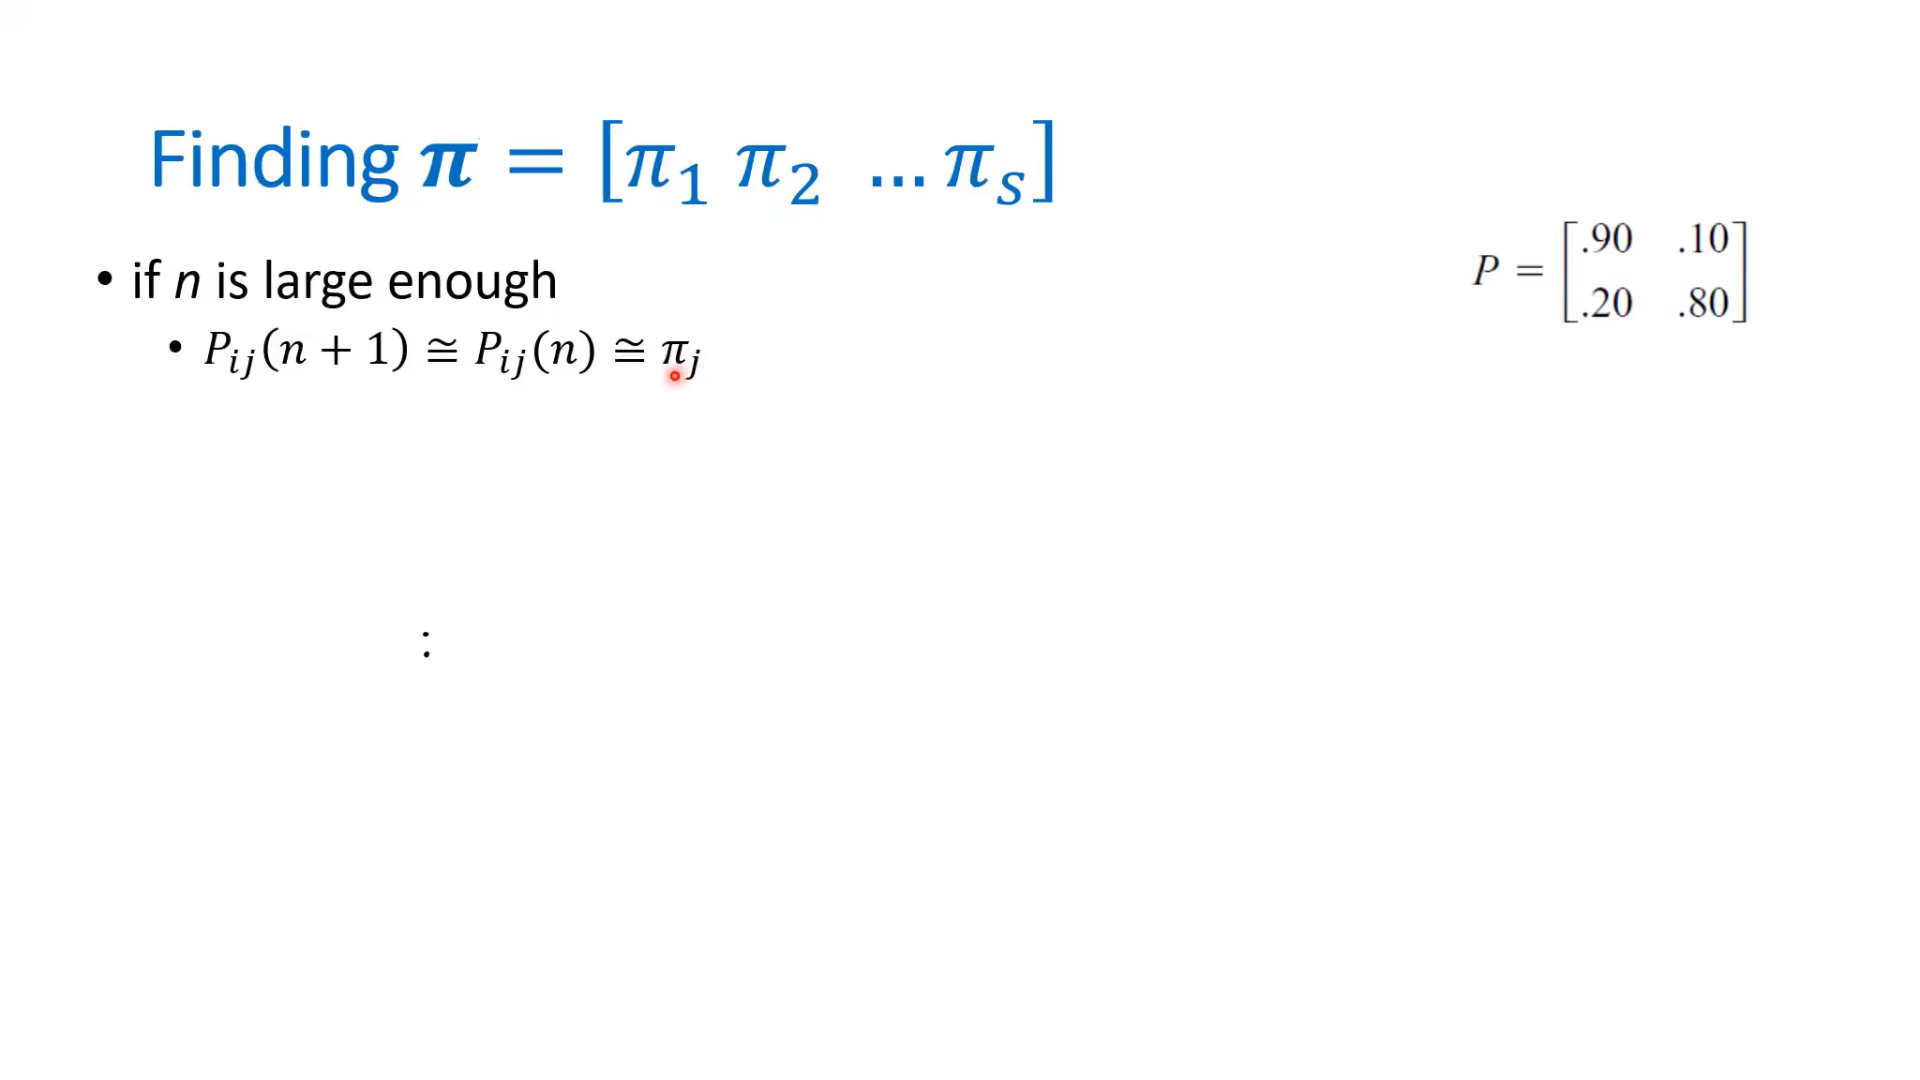 Finding π = [π₁ π₂ … πₛ]
• if n is large enough
• Pᵢⱼ(n + 1) ≅ Pᵢⱼ(n) ≅ πⱼ
P = [.90 .10
.20 .80]
: